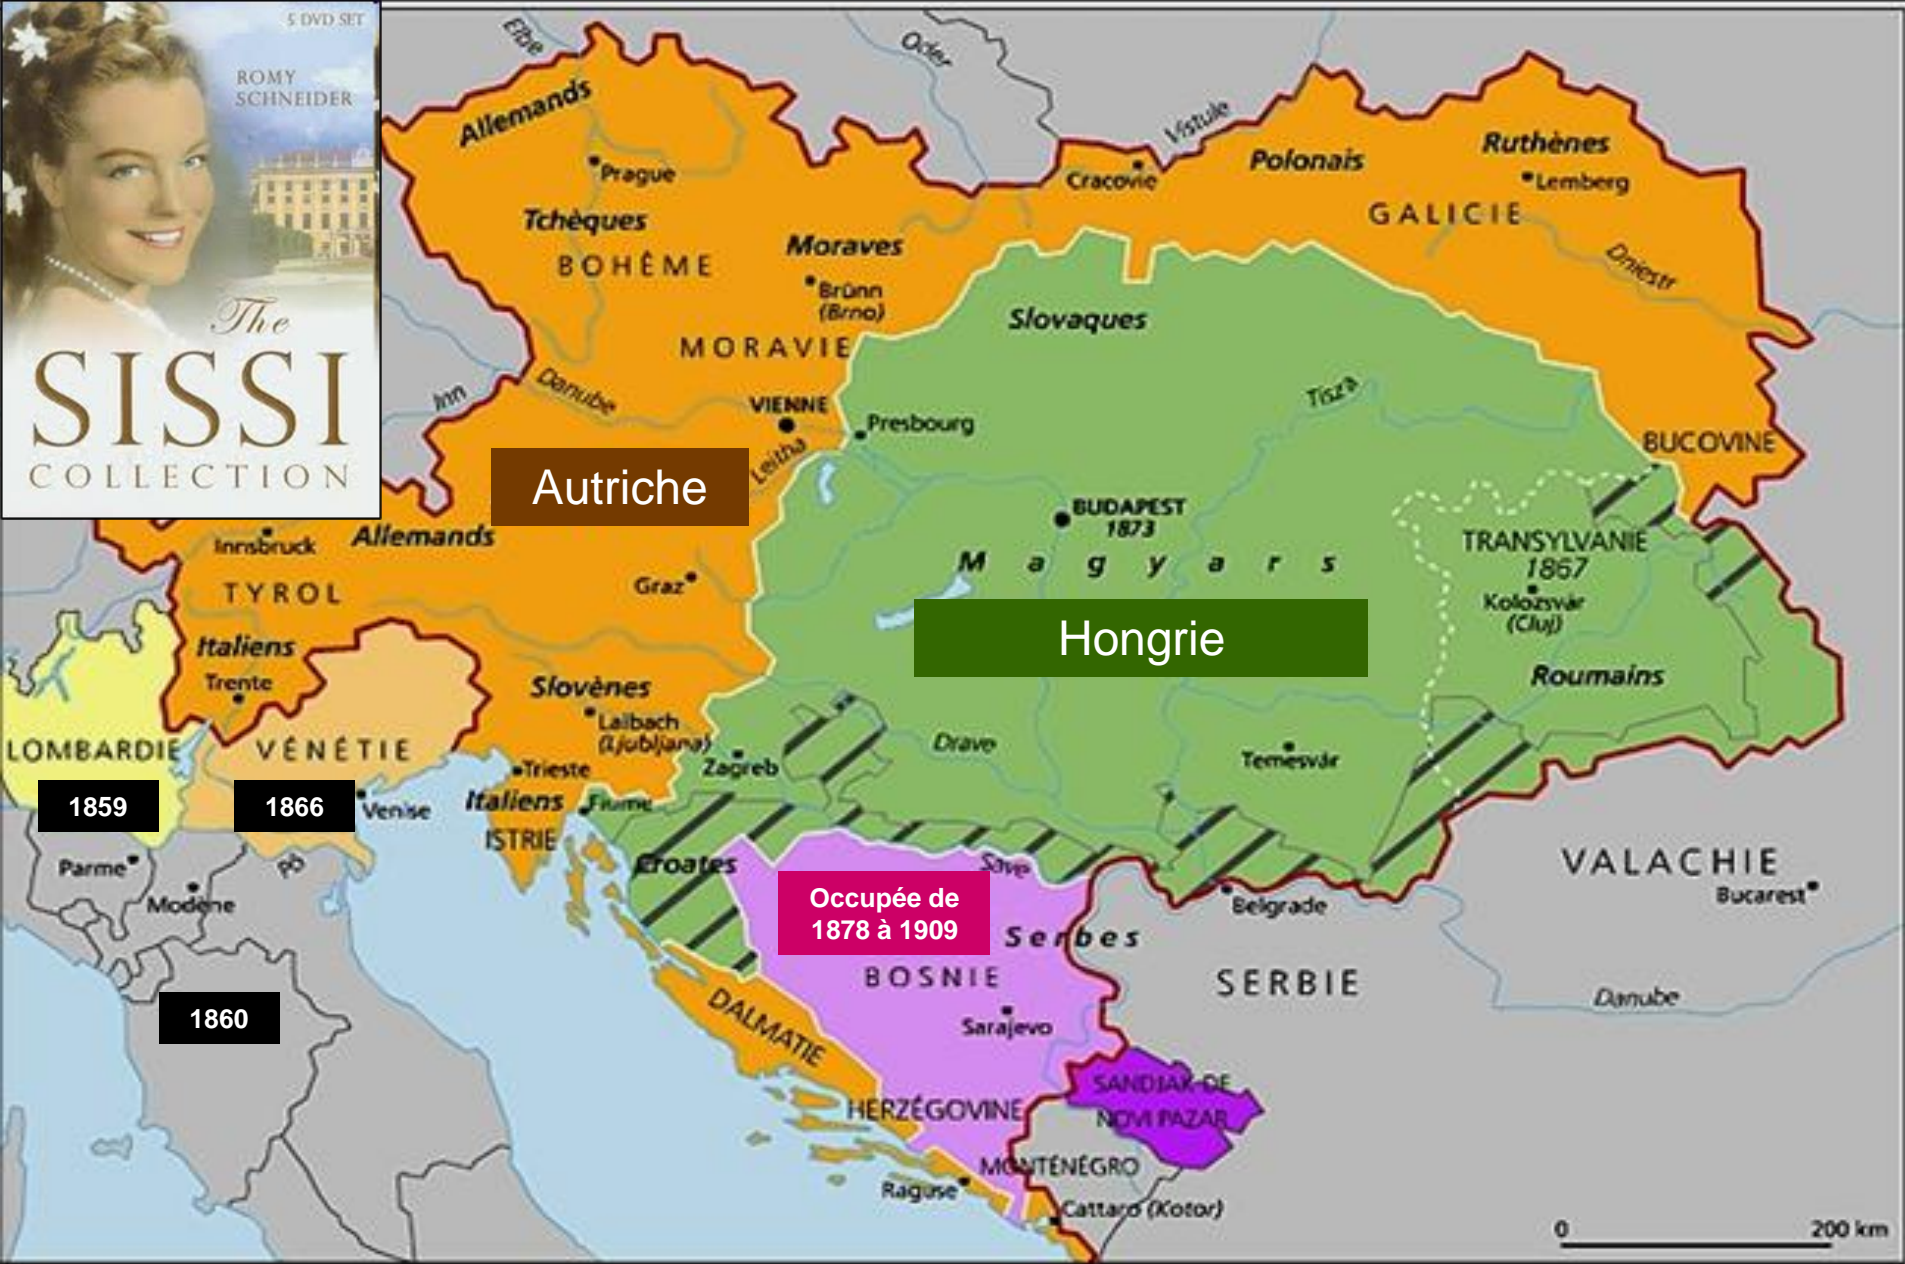 5 DVD SET
ROMY
SCHNEIDER
The
SISSI
COLLECTION
Elbe
Oder
Vistule
Allemands
Prague
Tchèques
BOHÊME
Moraves
Brünn
(Brno)
MORAVIE
Cracovie
Polonais
Ruthènes
Lemberg
GALICIE
Dniestr
Slovaques
Inn
Danube
VIENNE
Leitha
Presbourg
Tisza
BUCOVINE
Autriche
BUDAPEST
1873
Magyars
Hongrie
TRANSYLVANIE
1867
Kolozsvár
(Cluj)
Roumains
Innsbruck
Allemands
TYROL
Graz
Italiens
Trente
Slovènes
Laibach
(Ljubljana)
LOMBARDIE
1859
VÉNÉTIE
1866
Venise
Trieste
Italiens
Fiume
ISTRIE
Zagreb
Drave
Temesvár
Croates
Save
Parme
Modène
Pô
Occupée de
1878 à 1909
Serbes
BOSNIE
Sarajevo
Belgrade
SERBIE
VALACHIE
Bucarest
Danube
1860
DALMATIE
HERZÉGOVINE
SANDJAK DE
NOVI PAZAR
MONTÉNÉGRO
Raguse
Cattaro (Kotor)
0
200 km